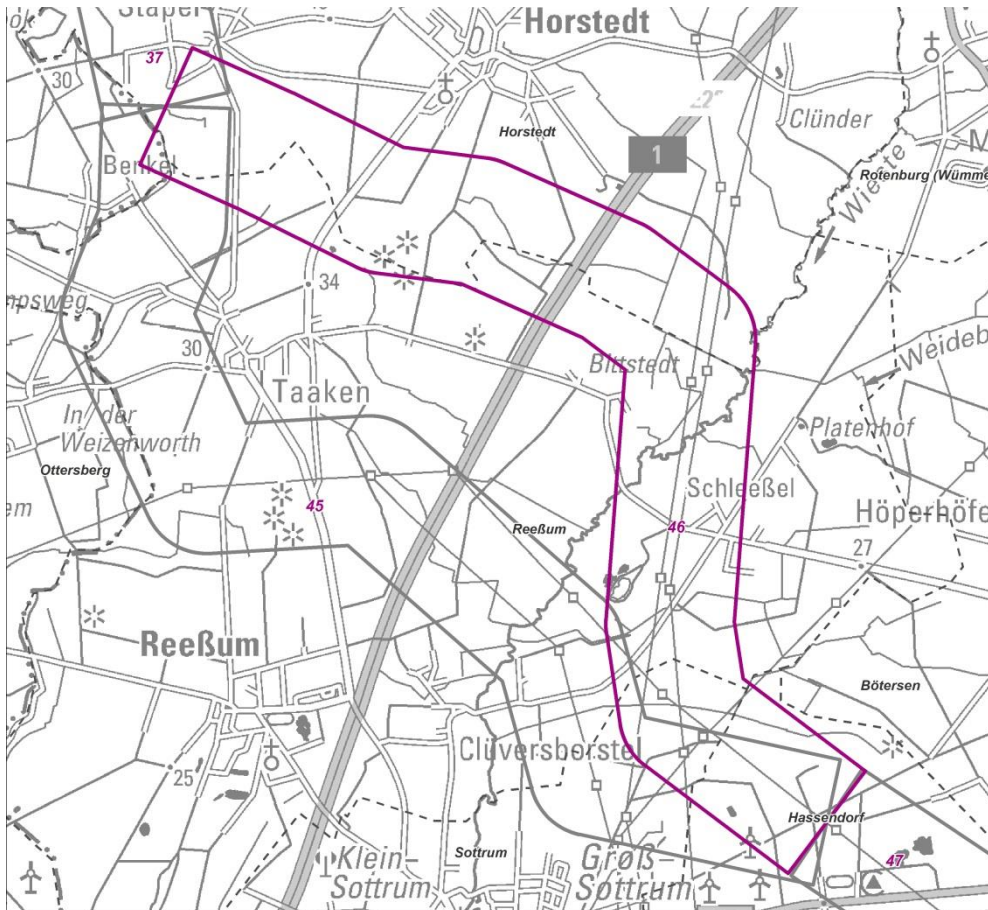 Stapel
Horstedt
37
30
Clünder
Horstedt
1
Benkel
Rotenburg (Wümme
Wieste
34
30
Bittstedt
Weideb
Taaken
In der
Weizenworth
Platenhof
Ottersberg
Schleeßel
45
Höperhöfe
Reeßum
46
27
Reeßum
Bötersen
Clüversborstel
25
Hassendorf
Klein-
Sottrum
Sottrum
Groß-
Sottrum
47